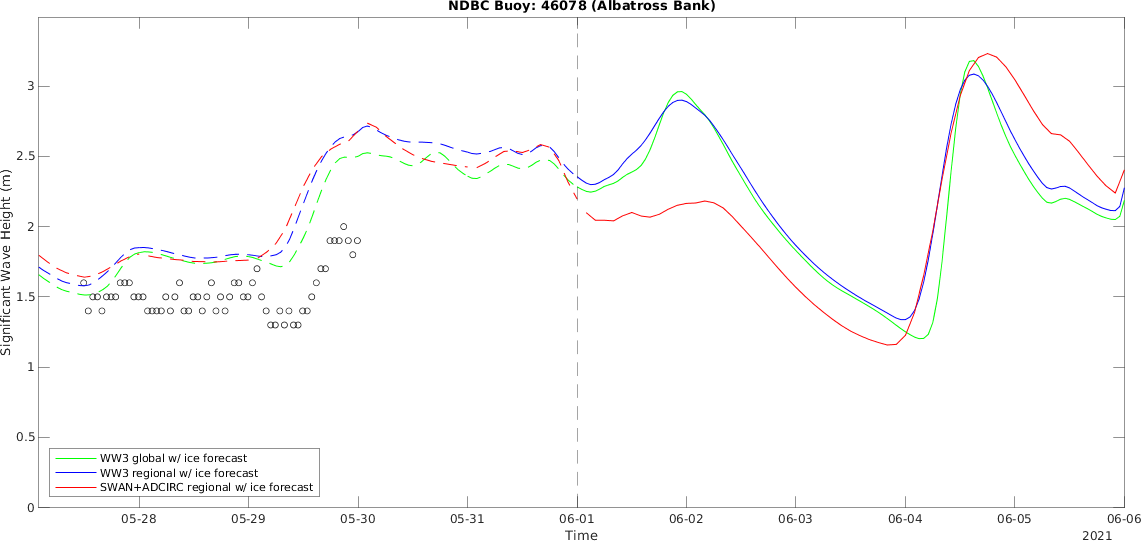 NDBC Buoy: 46078 (Albatross Bank)
Significant Wave Height (m)
3
2.5
2
1.5
1
0.5
0
WW3 global w/ ice forecast
WW3 regional w/ ice forecast
SWAN+ADCIRC regional w/ ice forecast
05-28 05-29 05-30 05-31 06-01 06-02 06-03 06-04 06-05 06-06
Time
2021